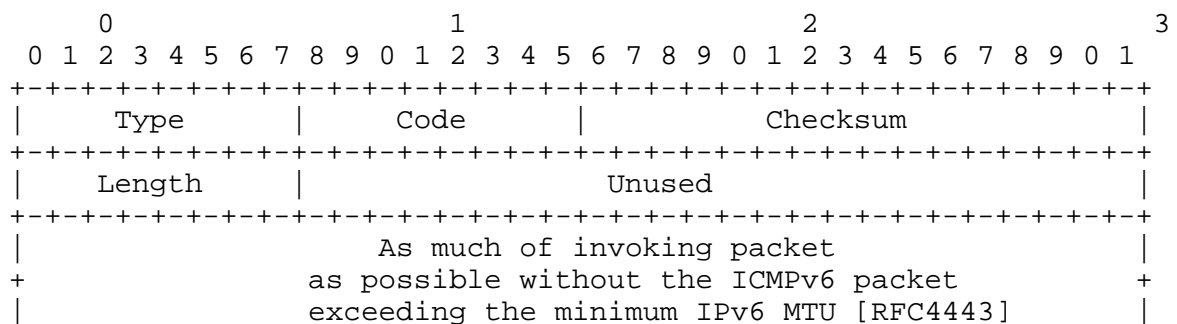 0                   1                   2                   3
0 1 2 3 4 5 6 7 8 9 0 1 2 3 4 5 6 7 8 9 0 1 2 3 4 5 6 7 8 9 0 1
+-+-+-+-+-+-+-+-+-+-+-+-+-+-+-+-+-+-+-+-+-+-+-+-+-+-+-+-+-+-+-+-+
|     Type      |     Code      |          Checksum             |
+-+-+-+-+-+-+-+-+-+-+-+-+-+-+-+-+-+-+-+-+-+-+-+-+-+-+-+-+-+-+-+-+
|    Length     |                  Unused                       |
+-+-+-+-+-+-+-+-+-+-+-+-+-+-+-+-+-+-+-+-+-+-+-+-+-+-+-+-+-+-+-+-+
|                    As much of invoking packet                 |
+                as possible without the ICMPv6 packet          +
|                exceeding the minimum IPv6 MTU [RFC4443]       |